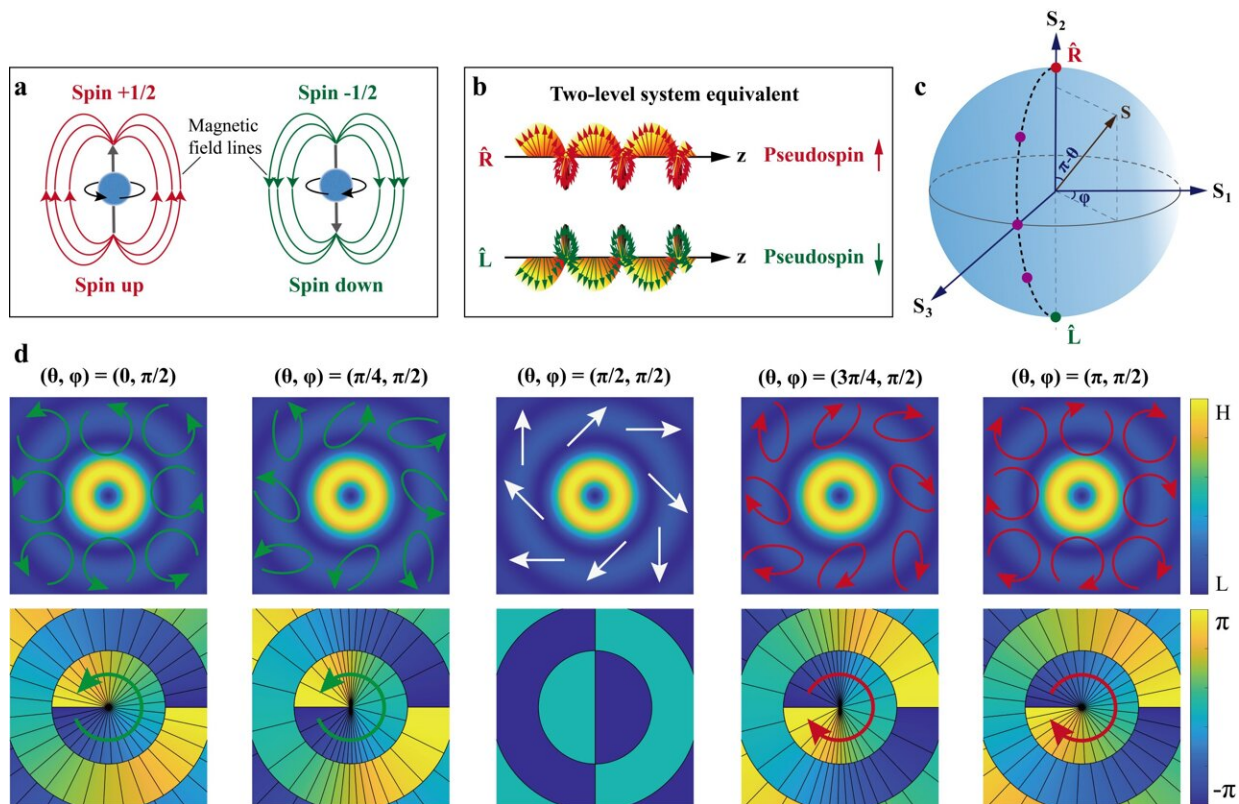 a
Spin +1/2
Spin -1/2
Magnetic
field lines
Spin up
Spin down
b
Two-level system equivalent
R̂
z
Pseudospin
L̂
z
Pseudospin
c
S₂
R̂
S
π-θ
φ
S₁
S₃
L̂
d
(θ, φ) = (0, π/2)
(θ, φ) = (π/4, π/2)
(θ, φ) = (π/2, π/2)
(θ, φ) = (3π/4, π/2)
(θ, φ) = (π, π/2)
H
L
π
-π